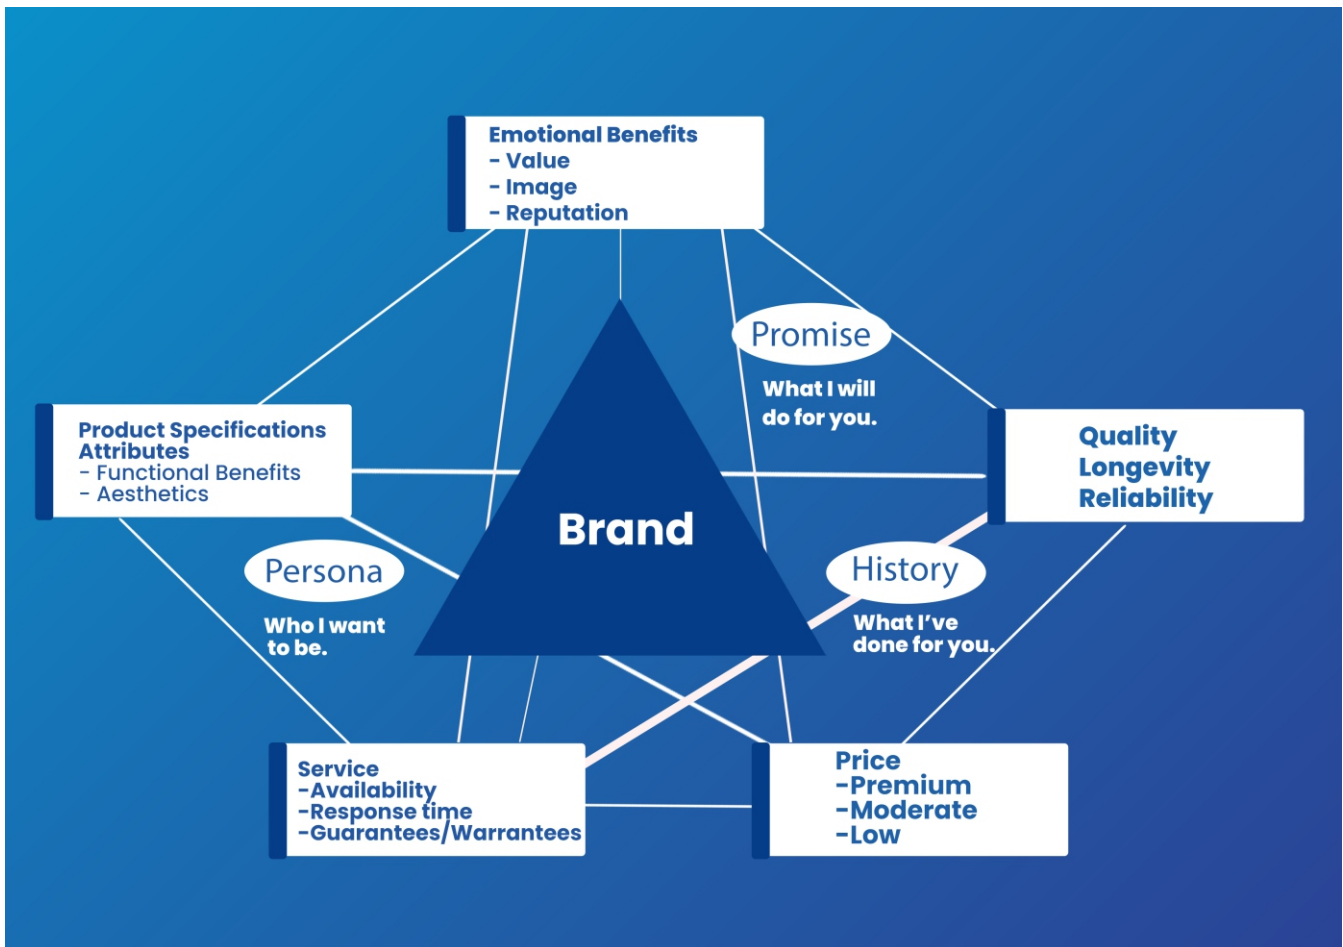 Emotional Benefits
- Value
- Image
- Reputation
Promise
What I will
do for you.
Product Specifications
Attributes
- Functional Benefits
- Aesthetics
Quality
Longevity
Reliability
Brand
Persona
Who I want
to be.
History
What I've
done for you.
Service
-Availability
-Response time
-Guarantees/Warrantees
Price
-Premium
-Moderate
-Low